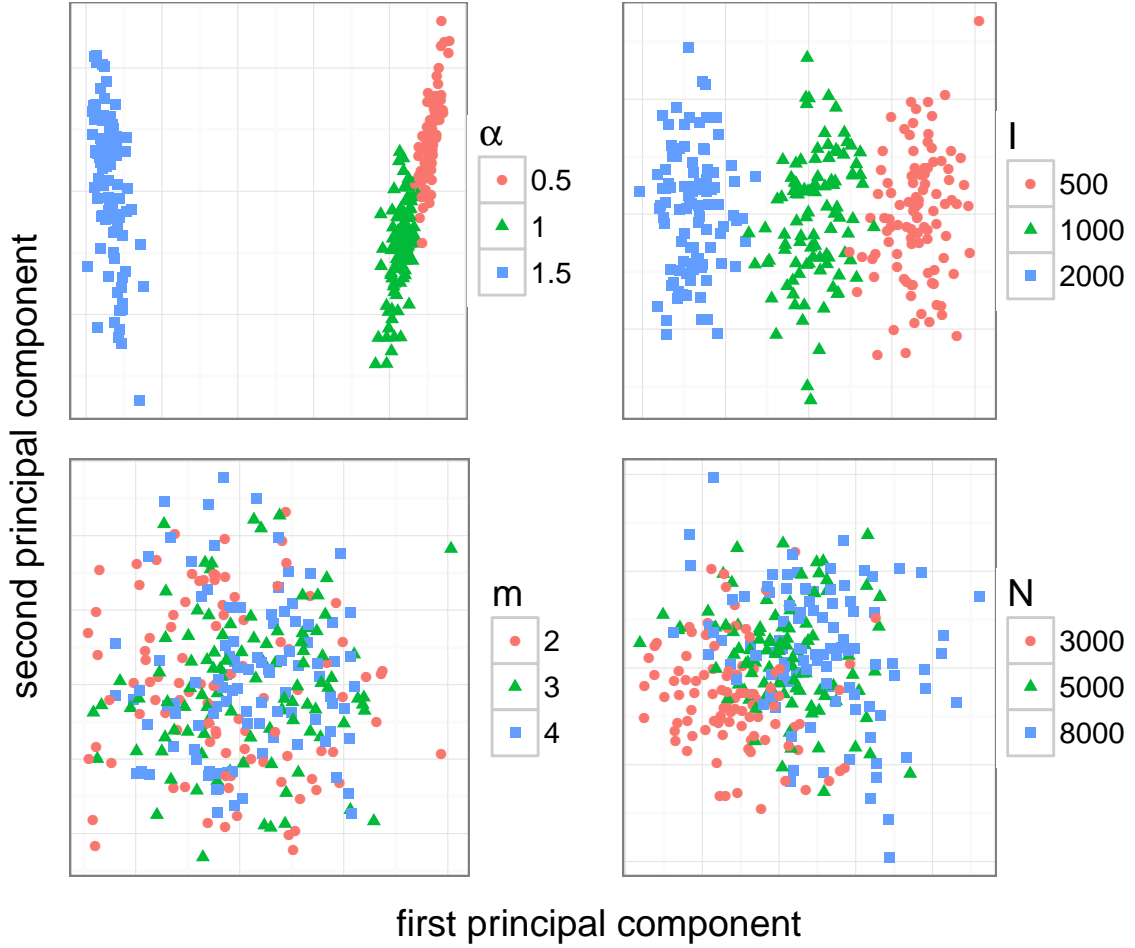 α
0.5
1
1.5
I
500
1000
2000
second principal component
m
2
3
4
N
3000
5000
8000
first principal component